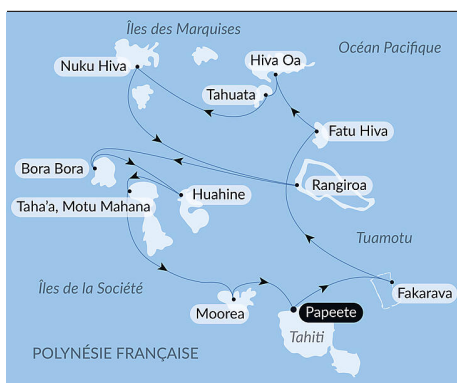 Îles des Marquises
Océan Pacifique
Nuku Hiva
Hiva Oa
Tahuata
Fatu Hiva
Bora Bora
Rangiroa
Huahine
Taha'a, Motu Mahana
Tuamotu
Îles de la Société
Fakarava
Moorea
Papeete
Tahiti
POLYNÉSIE FRANÇAISE